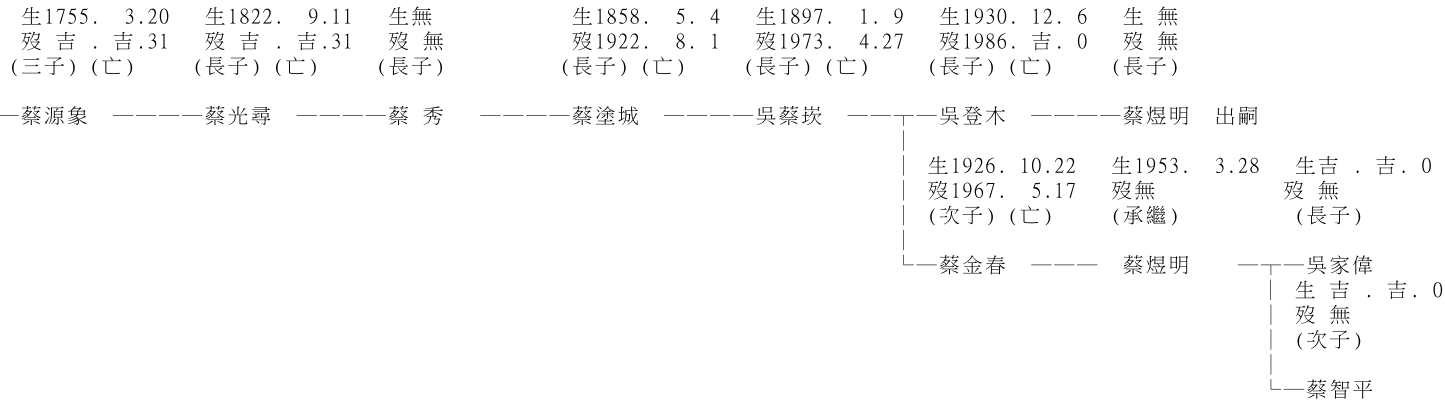 生1755. 3.20 生1822. 9.11 生無 生1858. 5. 4 生1897. 1. 9 生1930. 12. 6 生 無
歿 吉 . 吉.31 歿 吉 . 吉.31 歿 無 歿1922. 8. 1 歿1973. 4.27 歿1986. 吉. 0 歿 無
(三子) (亡) (長子) (亡) (長子) (長子) (亡) (長子) (亡) (長子) (亡) (長子)
蔡源象 蔡光尋 蔡 秀 蔡塗城 吳蔡崁 吳登木 蔡煜明 出嗣
生1926. 10.22 生1953. 3.28 生吉 . 吉. 0
歿1967. 5.17 歿無 歿 無
(次子) (亡) (承繼) (長子)
蔡金春 蔡煜明 吳家偉
生 吉 . 吉. 0
歿 無
(次子)
蔡智平